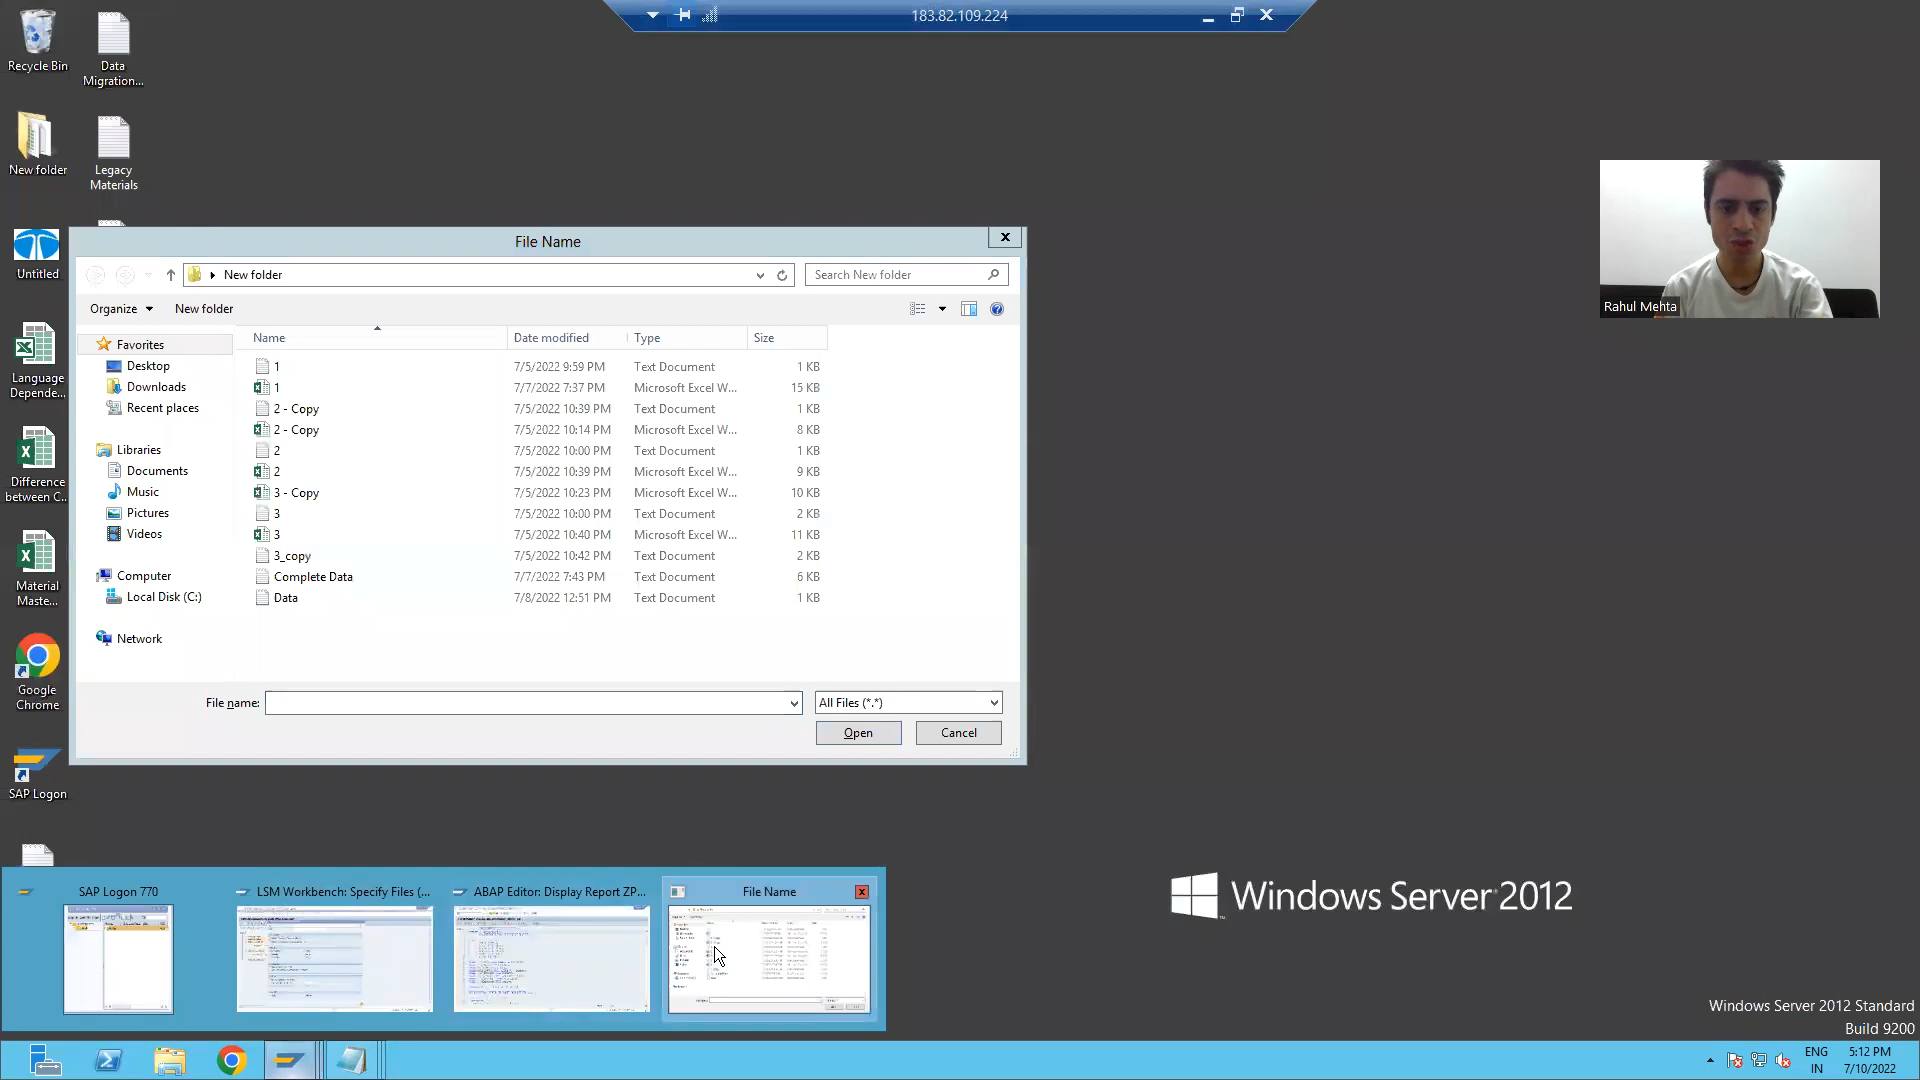 183.82.109.224
Recycle Bin
Data
Migration...
New folder
Legacy
Materials
Untitled
Language
Depende...
Difference
between C...
Material
Maste...
Google
Chrome
SAP Logon
File Name
x
New folder
Search New folder
Organize
New folder
Name
Date modified
Type
Size
Favorites
Desktop
Downloads
Recent places
Libraries
Documents
Music
Pictures
Videos
Computer
Local Disk (C:)
Network
1 7/5/2022 9:59 PM Text Document 1 KB
1 7/7/2022 7:37 PM Microsoft Excel W... 15 KB
2 - Copy 7/5/2022 10:39 PM Text Document 1 KB
2 - Copy 7/5/2022 10:14 PM Microsoft Excel W... 8 KB
2 7/5/2022 10:00 PM Text Document 1 KB
2 7/5/2022 10:39 PM Microsoft Excel W... 9 KB
3 - Copy 7/5/2022 10:23 PM Microsoft Excel W... 10 KB
3 7/5/2022 10:00 PM Text Document 2 KB
3 7/5/2022 10:40 PM Microsoft Excel W... 11 KB
3_copy 7/5/2022 10:42 PM Text Document 2 KB
Complete Data 7/7/2022 7:43 PM Text Document 6 KB
Data 7/8/2022 12:51 PM Text Document 1 KB
File name:
All Files (*.*)
Open
Cancel
Rahul Mehta
SAP Logon 770
LSM Workbench: Specify Files (...
ABAP Editor: Display Report ZP...
File Name
Windows Server 2012
Windows Server 2012 Standard
Build 9200
ENG
IN
5:12 PM
7/10/2022